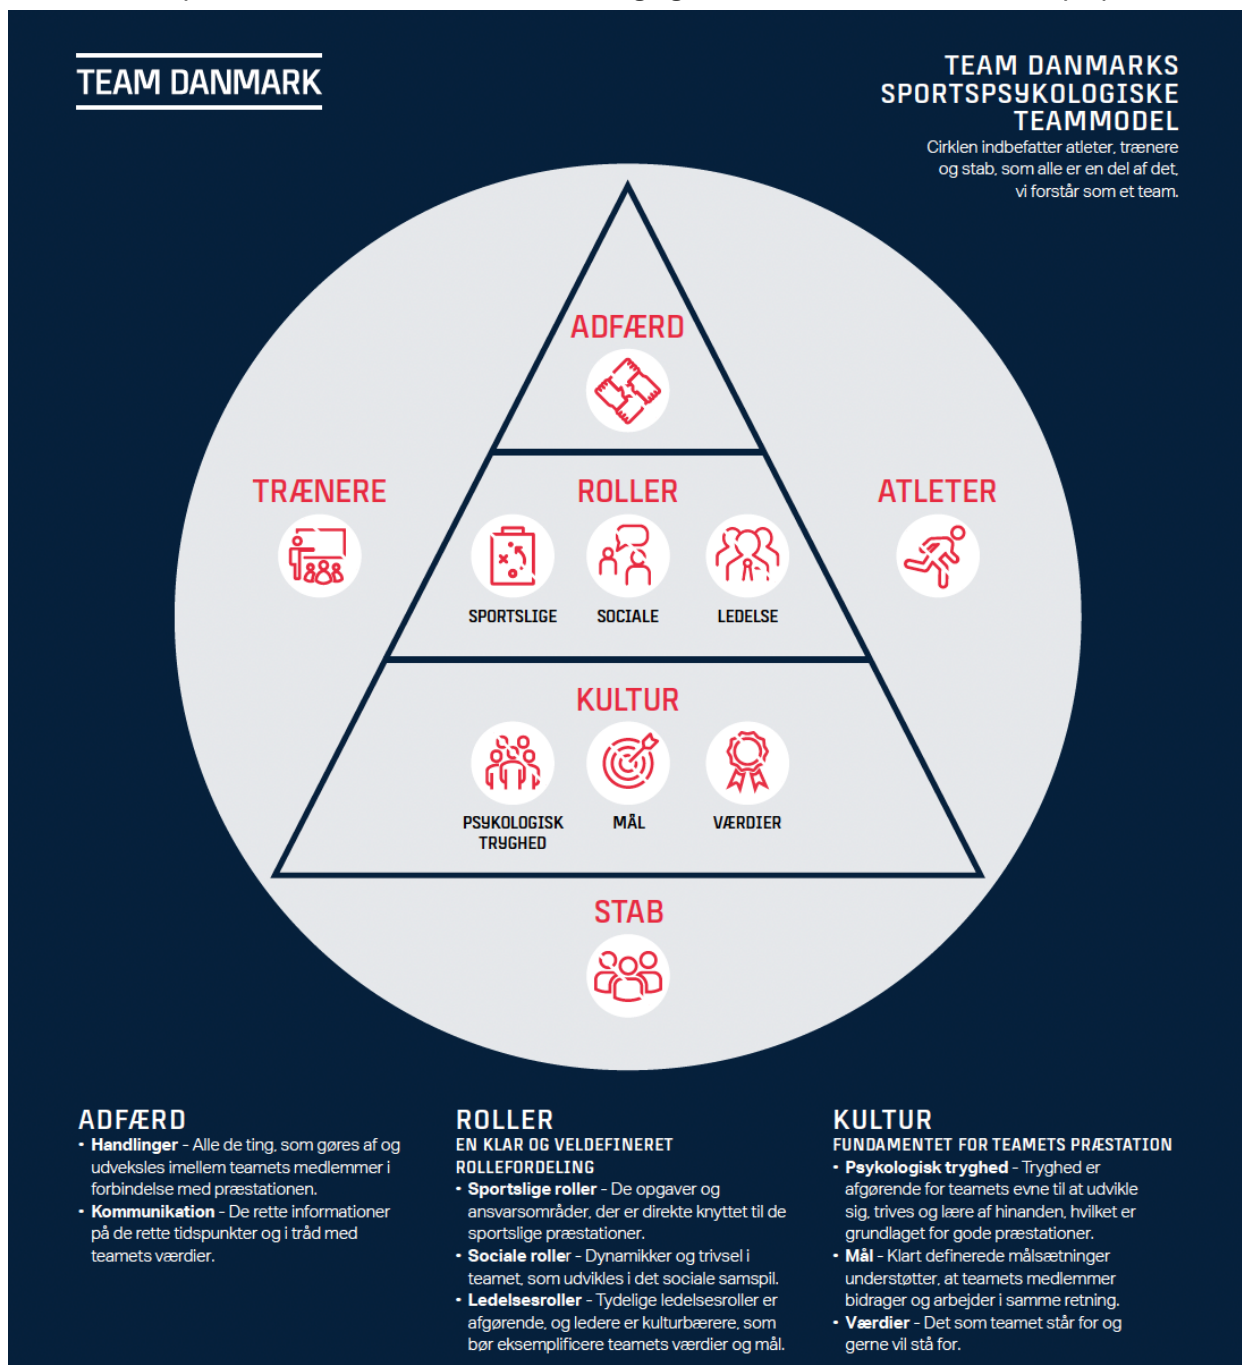 TEAM DANMARK
TEAM DANMARKS
SPORTSPSYKOLOGISKE
TEAMMODEL
Cirklen indbefatter atleter, trænere
og stab, som alle er en del af det,
vi forstår som et team.
ADFÆRD
TRÆNERE
ROLLER
ATLETER
SPORTSLIGE
SOCIALE
LEDELSE
KULTUR
PSYKOLOGISK
TRYGHED
MÅL
VÆRDIER
STAB
ADFÆRD
• Handlinger - Alle de ting, som gøres af og
udveksles imellem teamets medlemmer i
forbindelse med præstationen.
• Kommunikation - De rette informationer
på de rette tidspunkter og i tråd med
teamets værdier.
ROLLER
EN KLAR OG VELDEFINERET
ROLLEFORDELING
• Sportslige roller - De opgaver og
ansvarsområder, der er direkte knyttet til de
sportslige præstationer.
• Sociale roller - Dynamikker og trivsel i
teamet, som udvikles i det sociale samspil.
• Ledelsesroller - Tydelige ledelsesroller er
afgørende, og ledere er kulturbærere, som
bør eksemplificere teamets værdier og mål.
KULTUR
FUNDAMENTET FOR TEAMETS PRÆSTATION
• Psykologisk tryghed - Tryghed er
afgørende for teamets evne til at udvikle
sig, trives og lære af hinanden, hvilket er
grundlaget for gode præstationer.
• Mål - Klart definerede målsætninger
understøtter, at teamets medlemmer
bidrager og arbejder i samme retning.
• Værdier - Det som teamet står for og
gerne vil stå for.